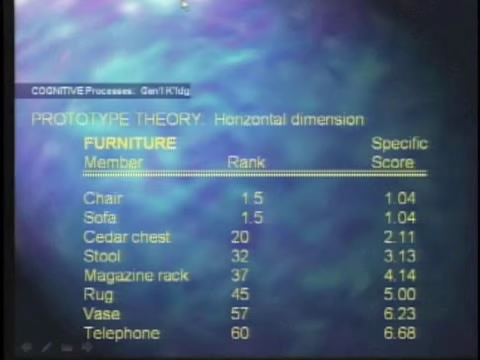 COGNITIVE Processes: Gen'l K'ldg
PROTOTYPE THEORY: Horizontal dimension
FURNITURE Specific
Member Rank Score
Chair 1.5 1.04
Sofa 1.5 1.04
Cedar chest 20 2.11
Stool 32 3.13
Magazine rack 37 4.14
Rug 45 5.00
Vase 57 6.23
Telephone 60 6.68